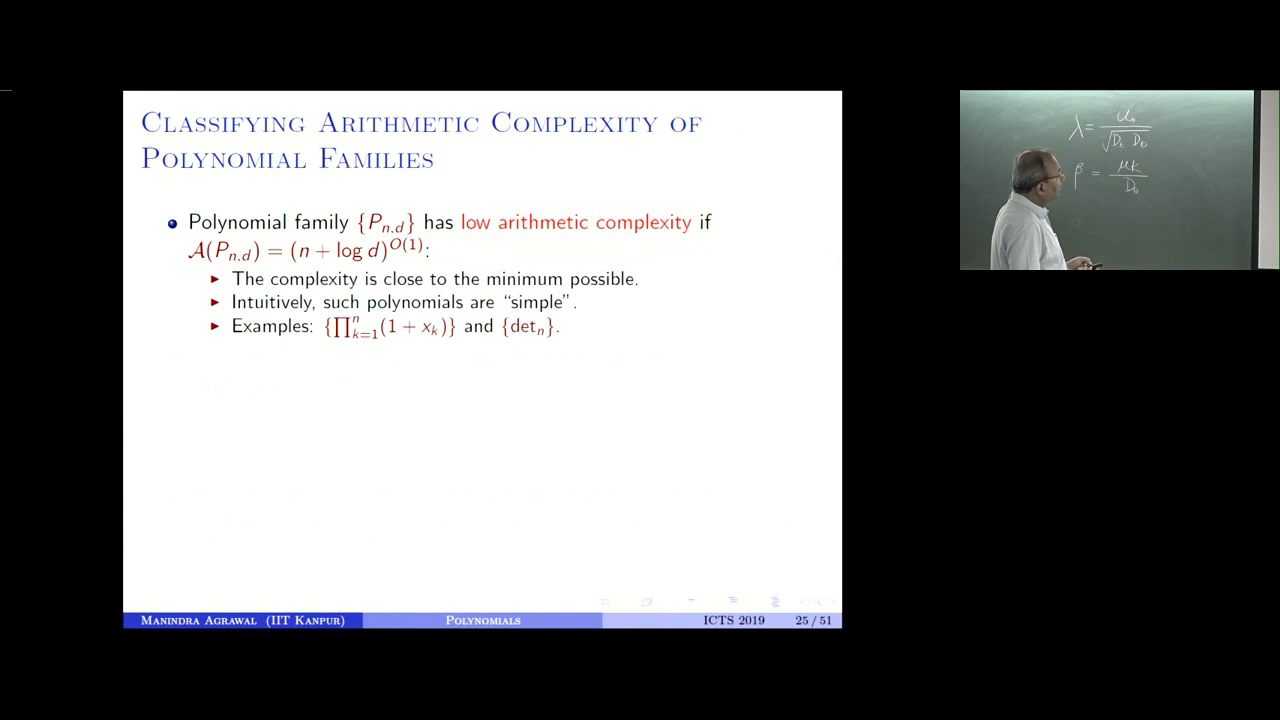 CLASSIFYING ARITHMETIC COMPLEXITY OF
POLYNOMIAL FAMILIES
• Polynomial family {P_{n,d}} has low arithmetic complexity if
𝒜(P_{n,d}) = (n + log d)^{O(1)}:
▶ The complexity is close to the minimum possible.
▶ Intuitively, such polynomials are “simple”.
▶ Examples: {∏_{k=1}^{n}(1 + x_k)} and {det_n}.
MANINDRA AGRAWAL (IIT KANPUR) POLYNOMIALS ICTS 2019 25 / 51
λ =
β =